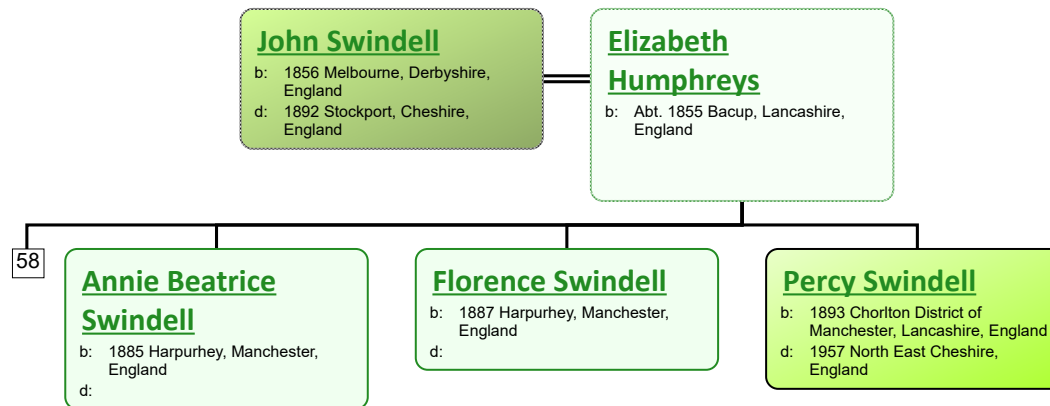 John Swindell
b: 1856 Melbourne, Derbyshire,
England
d: 1892 Stockport, Cheshire,
England
Elizabeth
Humphreys
b: Abt. 1855 Bacup, Lancashire,
England
58
Annie Beatrice
Swindell
b: 1885 Harpurhey, Manchester,
England
d:
Florence Swindell
b: 1887 Harpurhey, Manchester,
England
d:
Percy Swindell
b: 1893 Chorlton District of
Manchester, Lancashire, England
d: 1957 North East Cheshire,
England